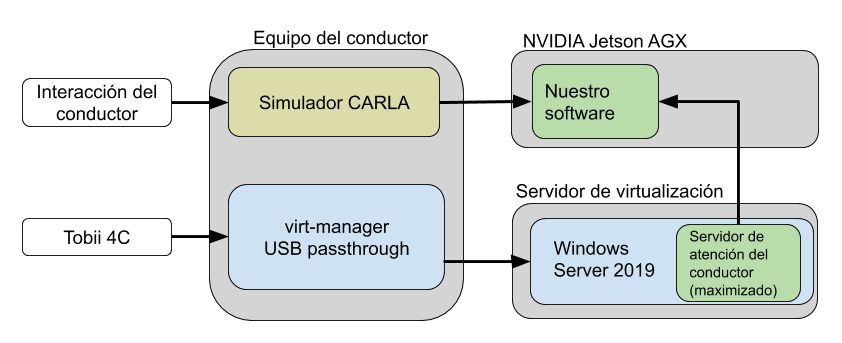 Equipo del conductor
NVIDIA Jetson AGX
Interacción del
conductor
Simulador CARLA
Nuestro
software
Servidor de virtualización
Tobii 4C
virt-manager
USB passthrough
Windows
Server 2019
Servidor de
atención del
conductor
(maximizado)